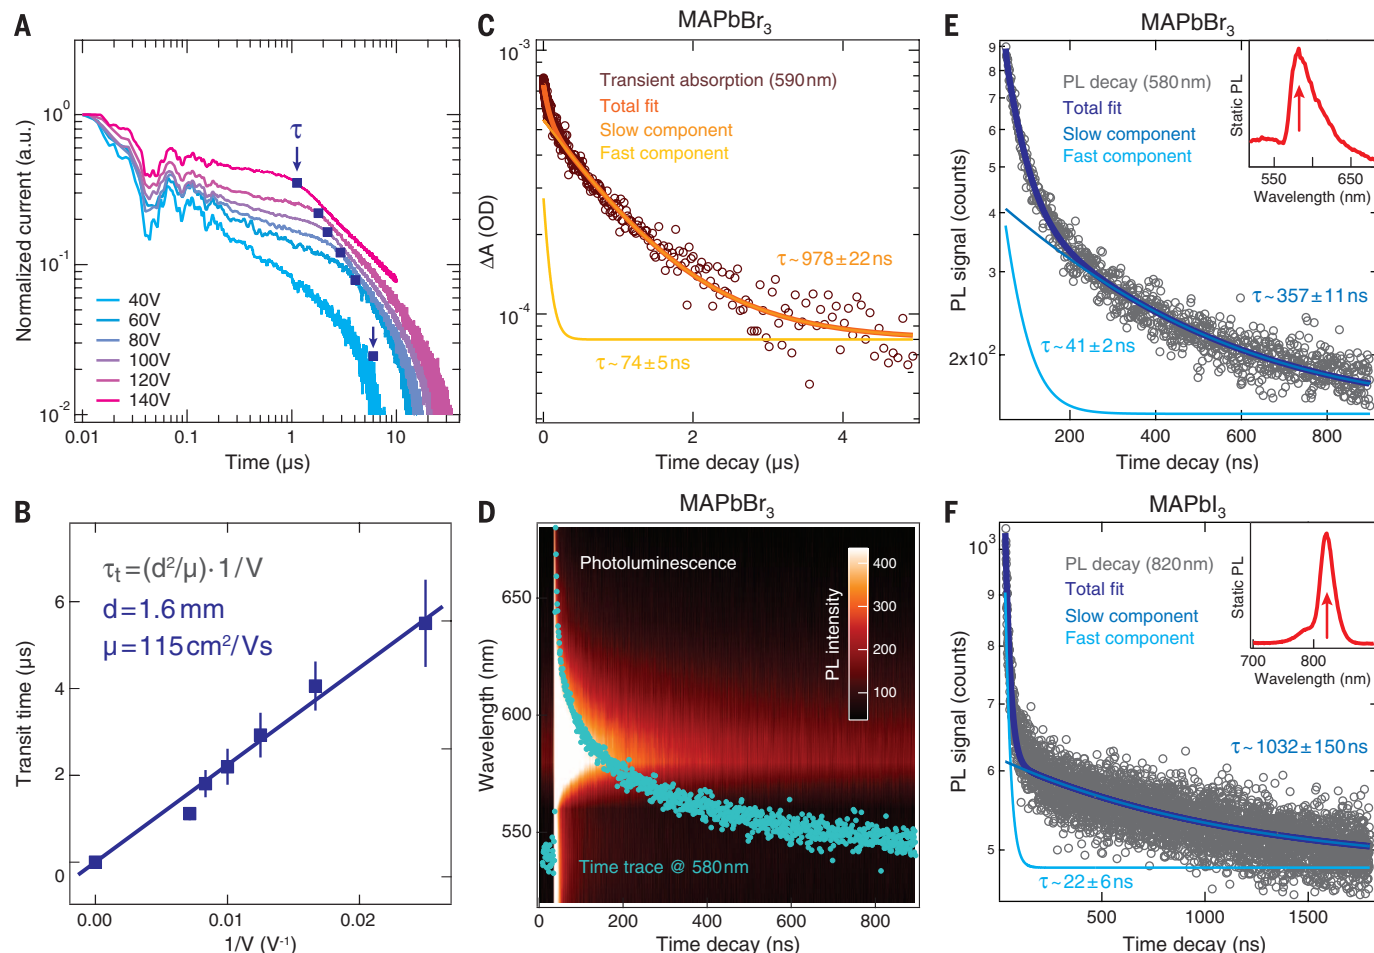 A
Normalized current (a.u.)
10⁰
10⁻¹
10⁻²
τ
40V
60V
80V
100V
120V
140V
0.01
0.1
1
10
Time (µs)
B
τₜ=(d²/µ)·1/V
d=1.6mm
µ=115cm²/Vs
Transit time (µs)
6
4
2
0
0.00
0.01
0.02
1/V (V⁻¹)
C
MAPbBr₃
10⁻³
10⁻⁴
ΔA (OD)
Transient absorption (590nm)
Total fit
Slow component
Fast component
τ~978±22ns
τ~74±5ns
0
2
4
Time decay (µs)
D
MAPbBr₃
Photoluminescence
PL intensity
400
300
200
100
Wavelength (nm)
650
600
550
Time trace @ 580nm
0
200
400
600
800
Time decay (ns)
E
MAPbBr₃
PL signal (counts)
9
8
7
6
5
4
3
2x10²
PL decay (580nm)
Total fit
Slow component
Fast component
Static PL
550
650
Wavelength (nm)
τ~357±11ns
τ~41±2ns
200
400
600
800
Time decay (ns)
F
MAPbI₃
PL signal (counts)
10³
9
8
7
6
5
PL decay (820nm)
Total fit
Slow component
Fast component
Static PL
700
800
Wavelength (nm)
τ~1032±150ns
τ~22±6ns
500
1000
1500
Time decay (ns)